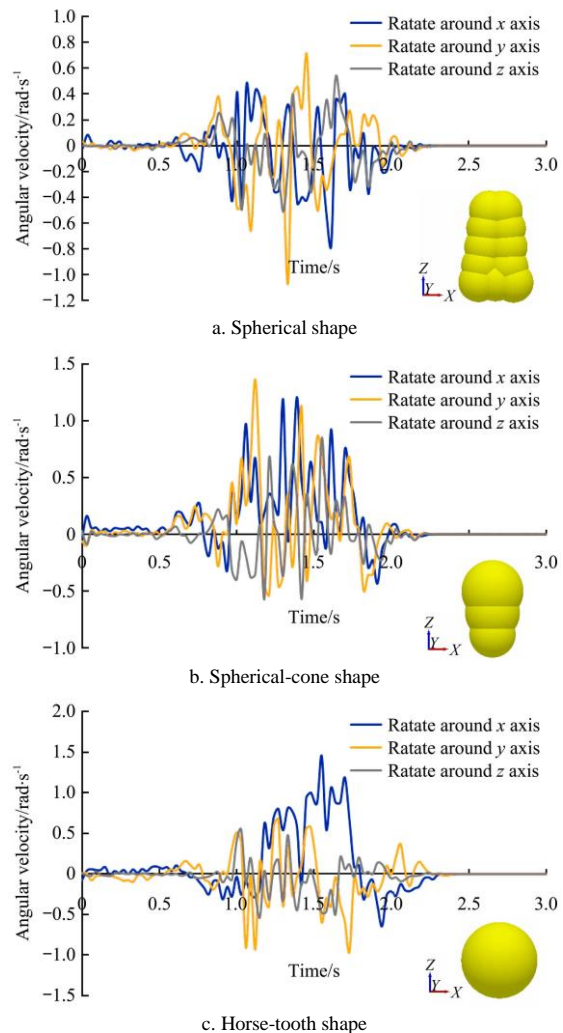 Ratate around x axis
Ratate around y axis
Ratate around z axis
Angular velocity/rad·s⁻¹
1.0
0.8
0.6
0.4
0.2
0
-0.2
-0.4
-0.6
-0.8
-1.0
-1.2
0 0.5 1.0 1.5 2.0 2.5 3.0
Time/s
Z
Y
X
a. Spherical shape
Ratate around x axis
Ratate around y axis
Ratate around z axis
Angular velocity/rad·s⁻¹
1.5
1.0
0.5
0
-0.5
-1.0
0 0.5 1.0 1.5 2.0 2.5 3.0
Time/s
Z
Y
X
b. Spherical-cone shape
Ratate around x axis
Ratate around y axis
Ratate around z axis
Angular velocity/rad·s⁻¹
2.0
1.5
1.0
0.5
0
-0.5
-1.0
-1.5
0 0.5 1.0 1.5 2.0 2.5 3.0
Time/s
Z
Y
X
c. Horse-tooth shape